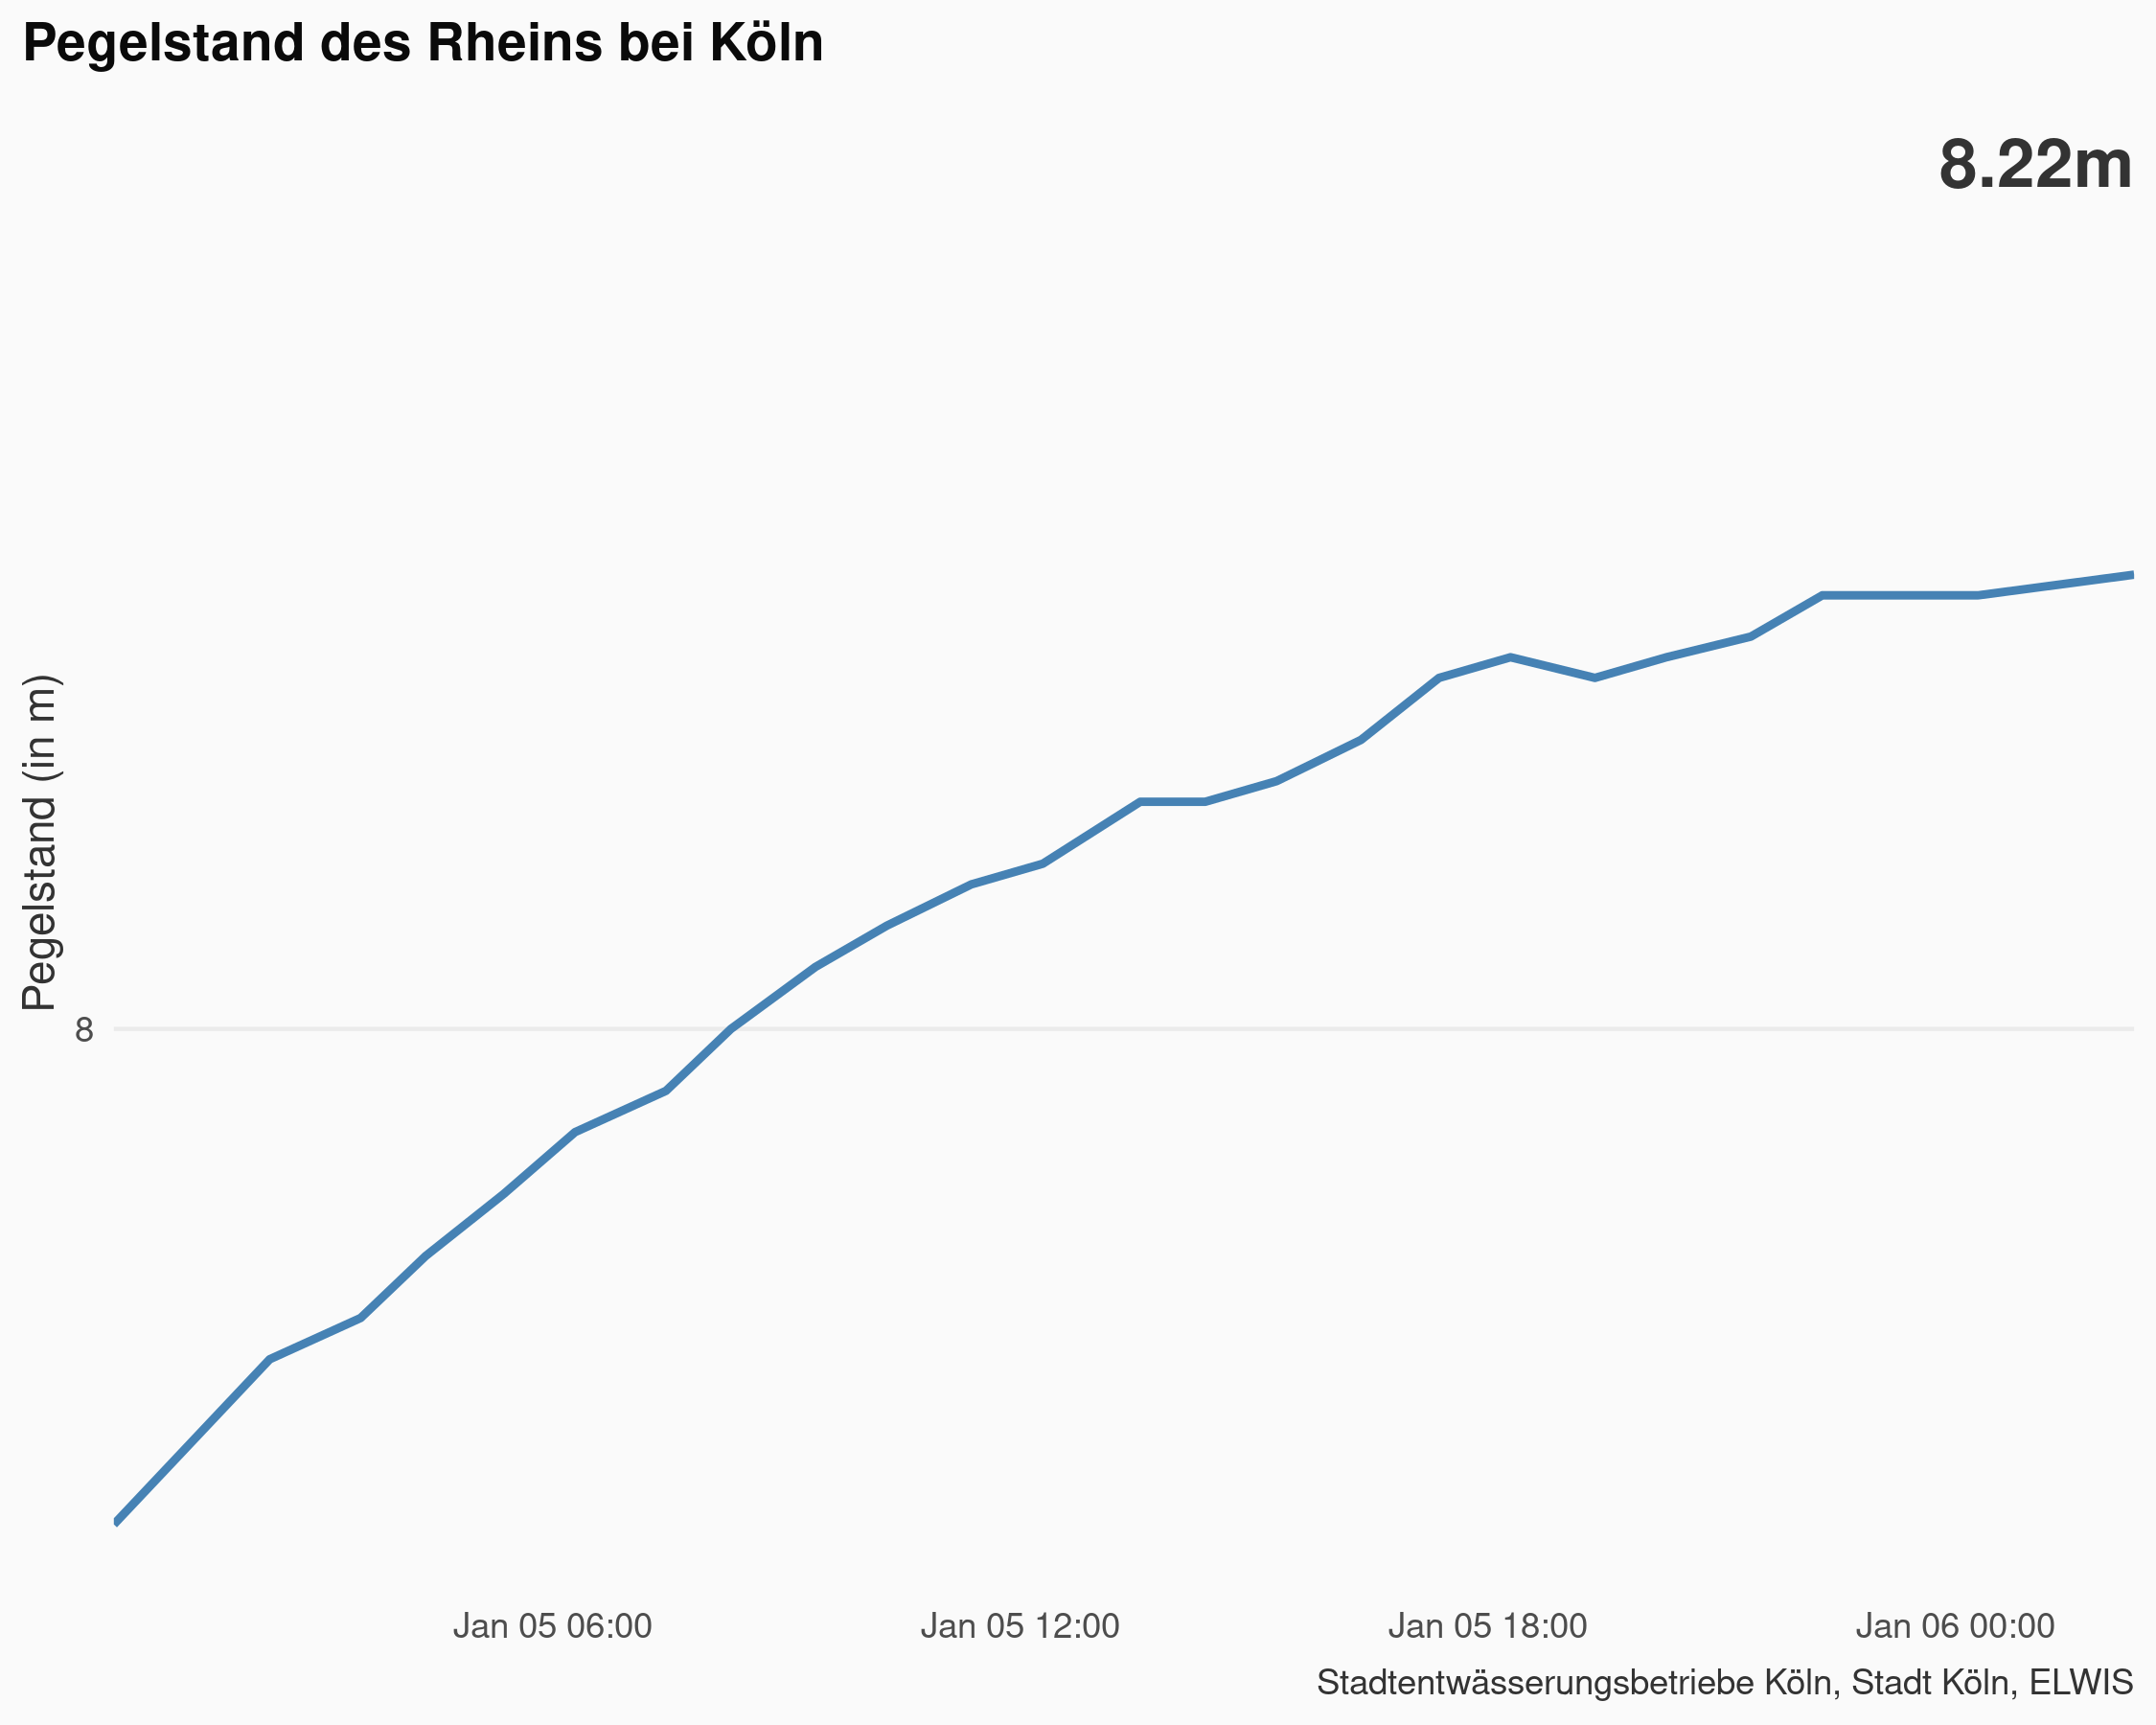 Pegelstand des Rheins bei Köln
8.22m
Pegelstand (in m)
8
Jan 05 06:00
Jan 05 12:00
Jan 05 18:00
Jan 06 00:00
Stadtentwässerungsbetriebe Köln, Stadt Köln, ELWIS